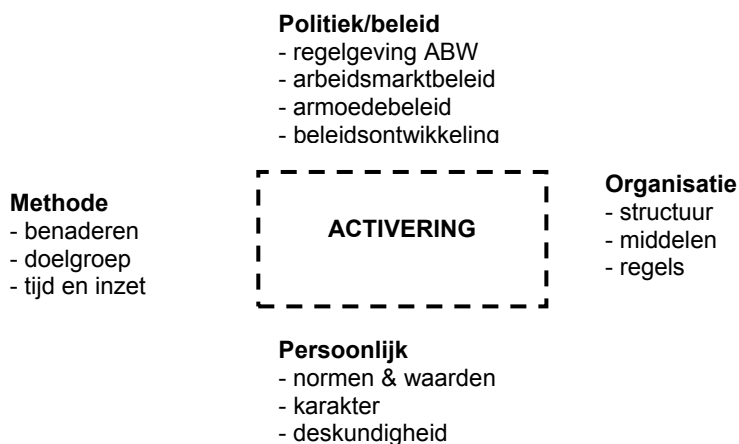 Politiek/beleid
- regelgeving ABW
- arbeidsmarktbeleid
- armoedebeleid
- beleidsontwikkeling
Methode
- benaderen
- doelgroep
- tijd en inzet
ACTIVERING
Organisatie
- structuur
- middelen
- regels
Persoonlijk
- normen & waarden
- karakter
- deskundigheid